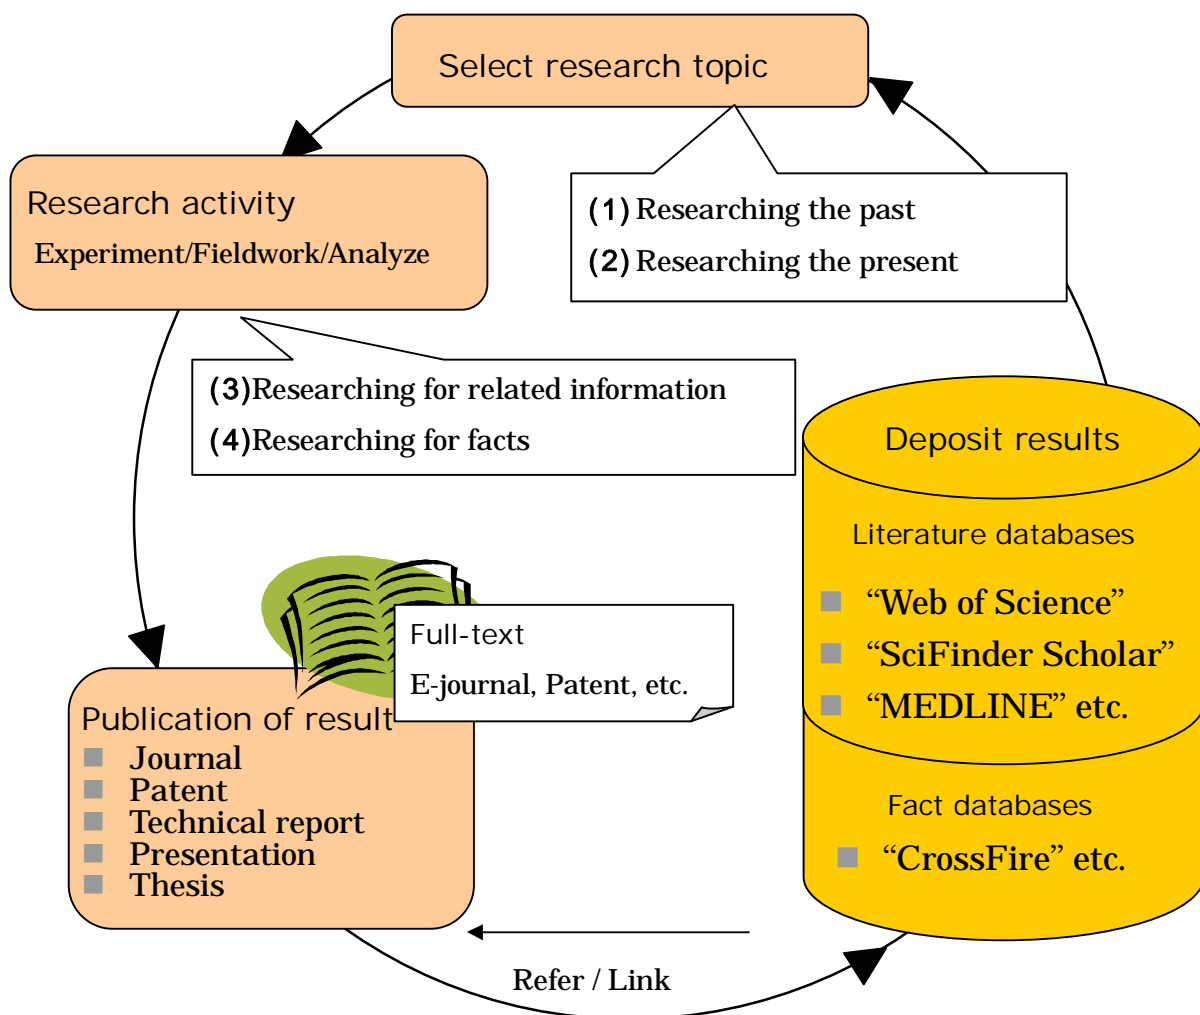 Select research topic
(1) Researching the past
(2) Researching the present
Research activity
Experiment/Fieldwork/Analyze
(3)Researching for related information
(4)Researching for facts
Deposit results
Literature databases
“Web of Science”
“SciFinder Scholar”
“MEDLINE” etc.
Fact databases
“CrossFire” etc.
Full-text
E-journal, Patent, etc.
Publication of result
Journal
Patent
Technical report
Presentation
Thesis
Refer / Link